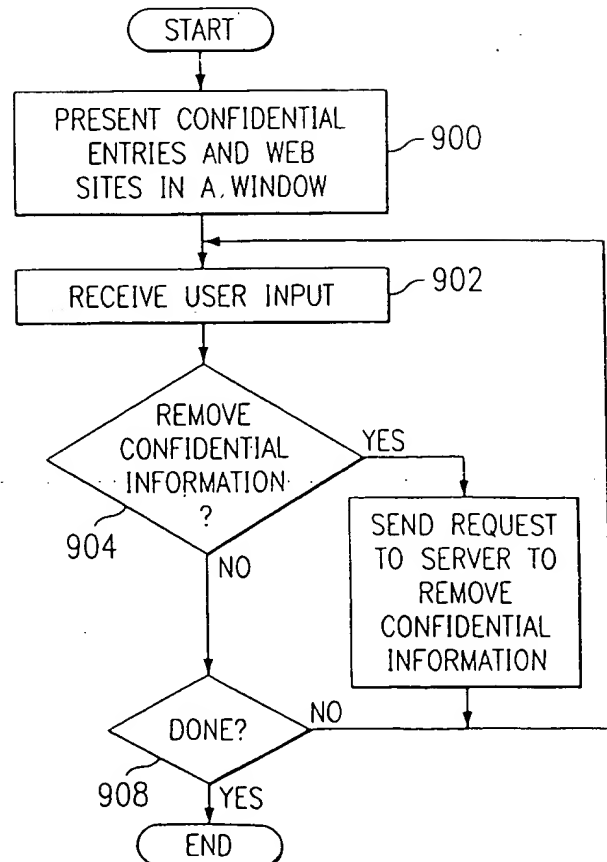 START
PRESENT CONFIDENTIAL
ENTRIES AND WEB
SITES IN A WINDOW
900
RECEIVE USER INPUT
902
REMOVE
CONFIDENTIAL
INFORMATION
?
904
YES
NO
SEND REQUEST
TO SERVER TO
REMOVE
CONFIDENTIAL
INFORMATION
DONE?
NO
908
YES
END